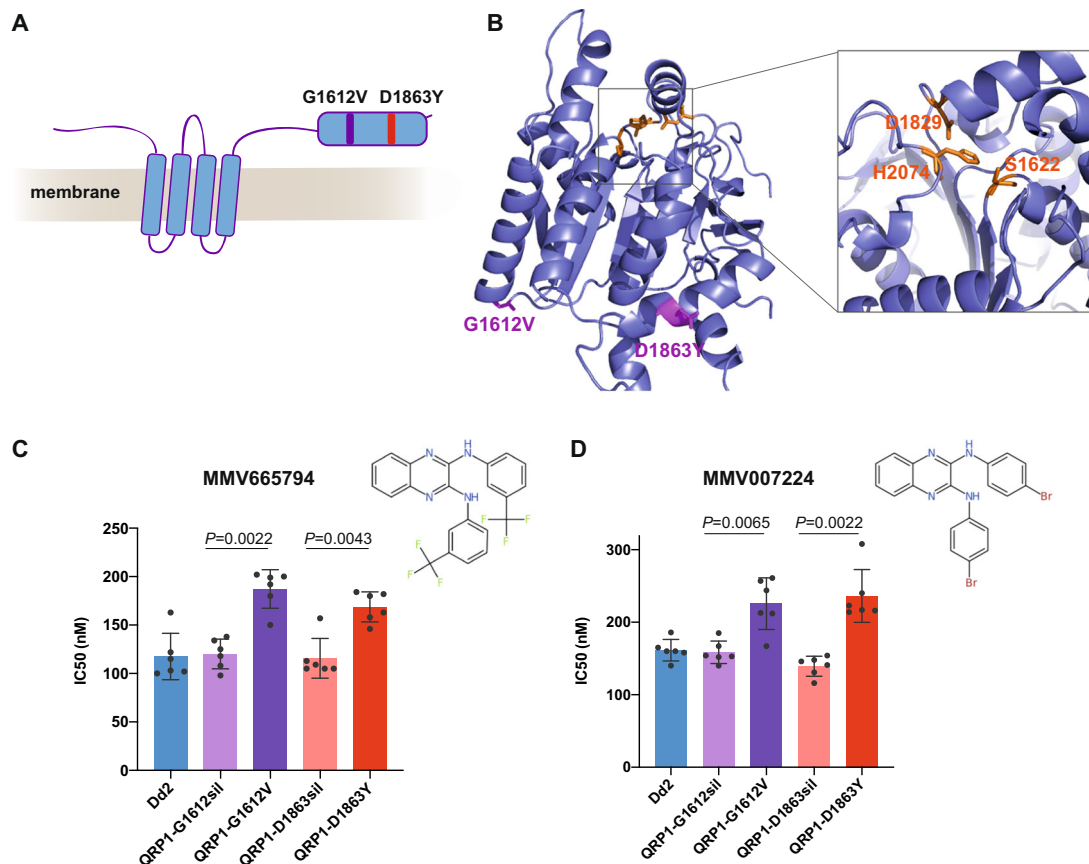 A
G1612V D1863Y
membrane
B
G1612V
D1863Y
D1829
H2074
S1622
C
MMV665794
N
N
H
N
NH
F
F
F
F
F
F
P=0.0022 P=0.0043
IC50 (nM)
250
200
150
100
50
0
Dd2
QRP1-G1612sil
QRP1-G1612V
QRP1-D1863sil
QRP1-D1863Y
D
MMV007224
N
N
H
N
NH
Br
Br
P=0.0065 P=0.0022
IC50 (nM)
300
200
100
0
Dd2
QRP1-G1612sil
QRP1-G1612V
QRP1-D1863sil
QRP1-D1863Y